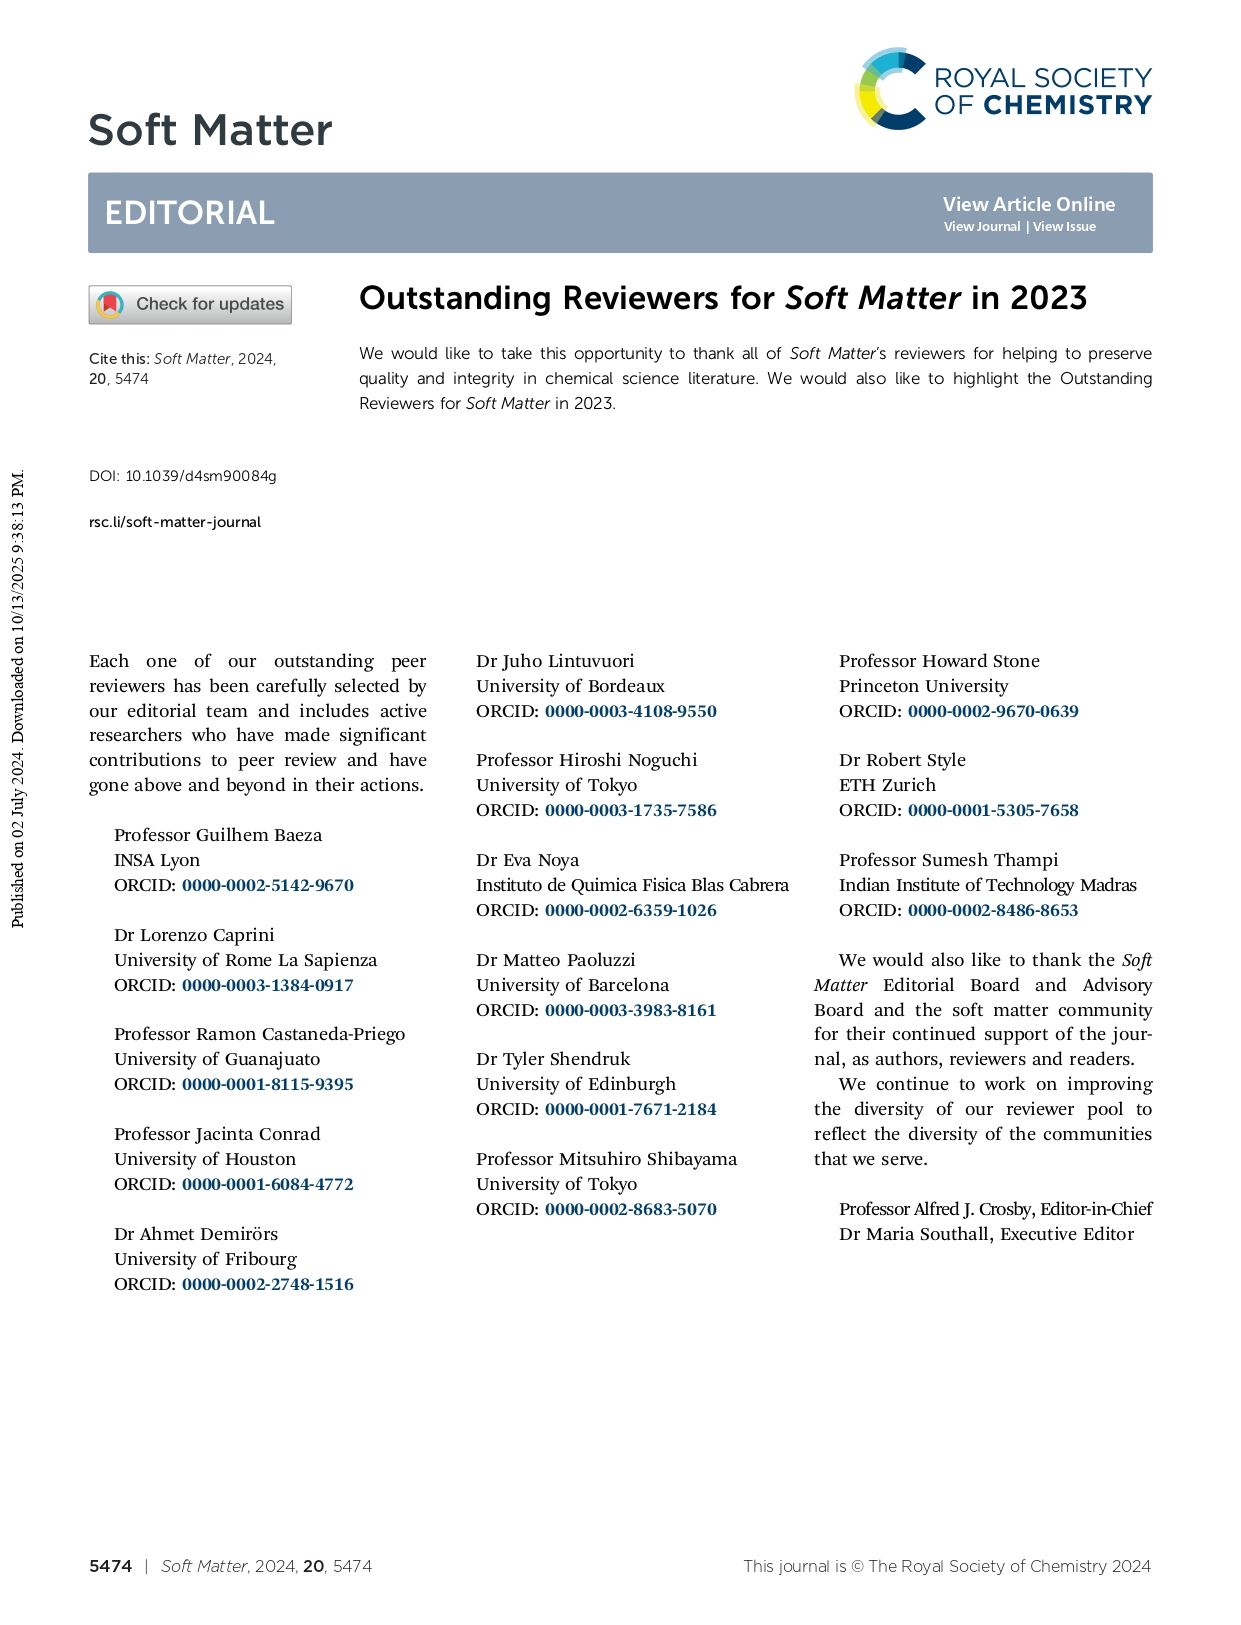 ROYAL SOCIETY
OF CHEMISTRY
Soft Matter
EDITORIAL
View Article Online
View Journal | View Issue
Check for updates
Cite this: Soft Matter, 2024,
20, 5474
DOI: 10.1039/d4sm90084g
rsc.li/soft-matter-journal
Outstanding Reviewers for Soft Matter in 2023
We would like to take this opportunity to thank all of Soft Matter's reviewers for helping to preserve
quality and integrity in chemical science literature. We would also like to highlight the Outstanding
Reviewers for Soft Matter in 2023.
Each one of our outstanding peer
reviewers has been carefully selected by
our editorial team and includes active
researchers who have made significant
contributions to peer review and have
gone above and beyond in their actions.
Professor Guilhem Baeza
INSA Lyon
ORCID: 0000-0002-5142-9670
Dr Lorenzo Caprini
University of Rome La Sapienza
ORCID: 0000-0003-1384-0917
Professor Ramon Castaneda-Priego
University of Guanajuato
ORCID: 0000-0001-8115-9395
Professor Jacinta Conrad
University of Houston
ORCID: 0000-0001-6084-4772
Dr Ahmet Demirörs
University of Fribourg
ORCID: 0000-0002-2748-1516
Dr Juho Lintuvuori
University of Bordeaux
ORCID: 0000-0003-4108-9550
Professor Hiroshi Noguchi
University of Tokyo
ORCID: 0000-0003-1735-7586
Dr Eva Noya
Instituto de Quimica Fisica Blas Cabrera
ORCID: 0000-0002-6359-1026
Dr Matteo Paoluzzi
University of Barcelona
ORCID: 0000-0003-3983-8161
Dr Tyler Shendruk
University of Edinburgh
ORCID: 0000-0001-7671-2184
Professor Mitsuhiro Shibayama
University of Tokyo
ORCID: 0000-0002-8683-5070
Professor Howard Stone
Princeton University
ORCID: 0000-0002-9670-0639
Dr Robert Style
ETH Zurich
ORCID: 0000-0001-5305-7658
Professor Sumesh Thampi
Indian Institute of Technology Madras
ORCID: 0000-0002-8486-8653
We would also like to thank the Soft
Matter Editorial Board and Advisory
Board and the soft matter community
for their continued support of the jour-
nal, as authors, reviewers and readers.
We continue to work on improving
the diversity of our reviewer pool to
reflect the diversity of the communities
that we serve.
Professor Alfred J. Crosby, Editor-in-Chief
Dr Maria Southall, Executive Editor
Published on 02 July 2024. Downloaded on 10/13/2025 9:38:13 PM.
5474 | Soft Matter, 2024, 20, 5474
This journal is © The Royal Society of Chemistry 2024